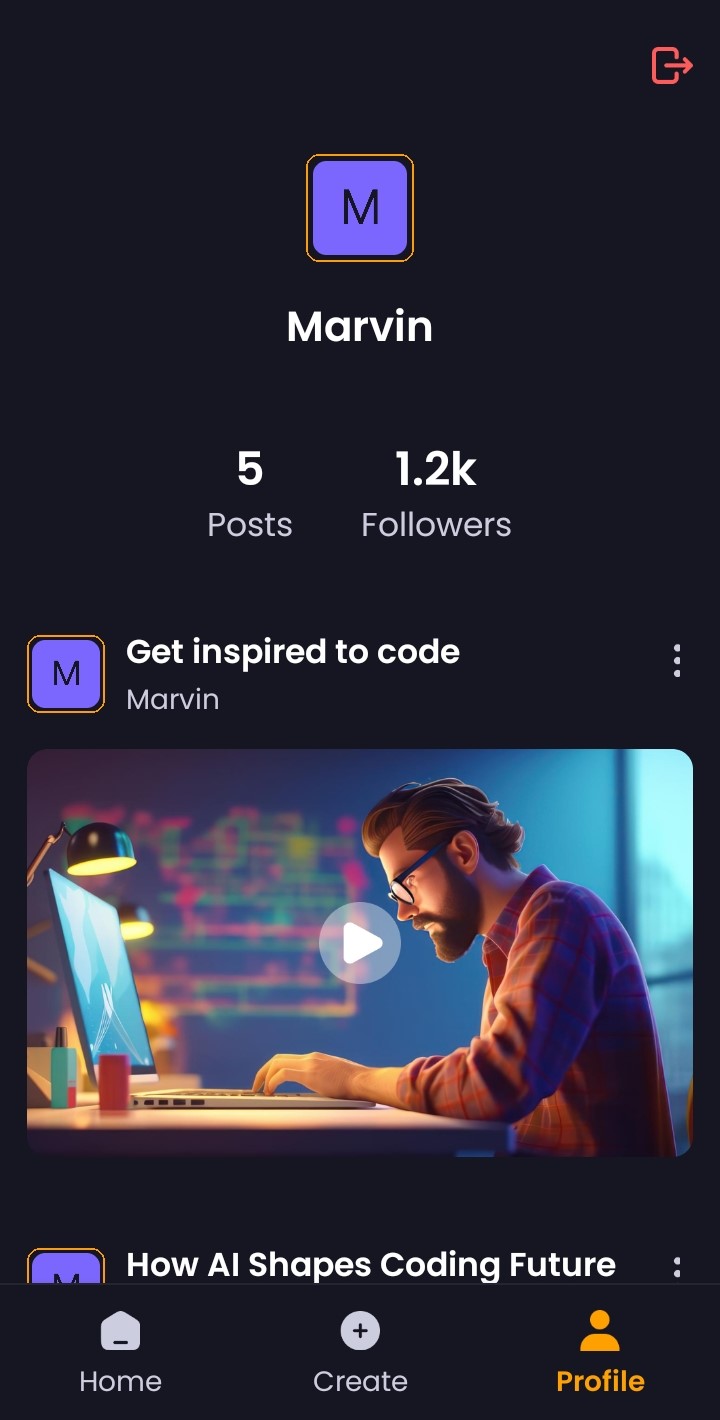 M
Marvin
5
Posts
1.2k
Followers
M
Get inspired to code
Marvin
M
How AI Shapes Coding Future
Home
Create
Profile